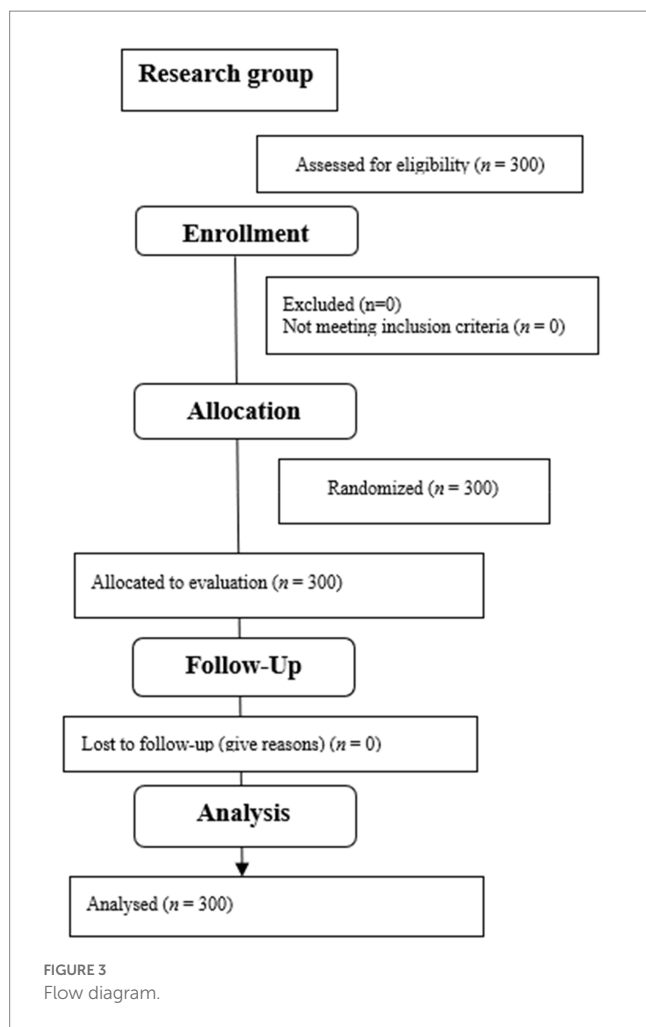 Research group
Assessed for eligibility (n = 300)
Enrollment
Excluded (n=0)
Not meeting inclusion criteria (n = 0)
Allocation
Randomized (n = 300)
Allocated to evaluation (n = 300)
Follow-Up
Lost to follow-up (give reasons) (n = 0)
Analysis
Analysed (n = 300)
FIGURE 3
Flow diagram.